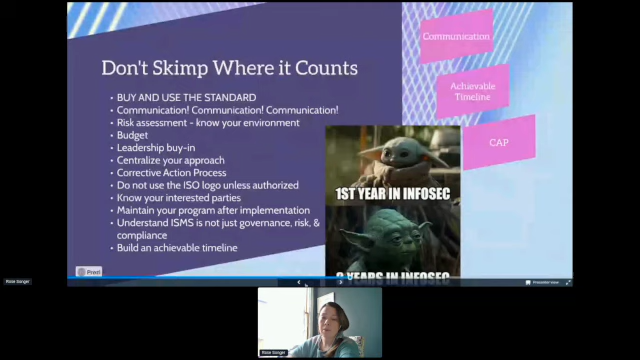 Don't Skimp Where it Counts
• BUY AND USE THE STANDARD
• Communication! Communication! Communication!
• Risk assessment - know your environment
• Budget
• Leadership buy-in
• Centralize your approach
• Corrective Action Process
• Do not use the ISO logo unless authorized
• Know your interested parties
• Maintain your program after implementation
• Understand ISMS is not just governance, risk, &
compliance
• Build an achievable timeline
Communication
Achievable
Timeline
CAP
1ST YEAR IN INFOSEC
YEARS IN INFOSEC
Prezi